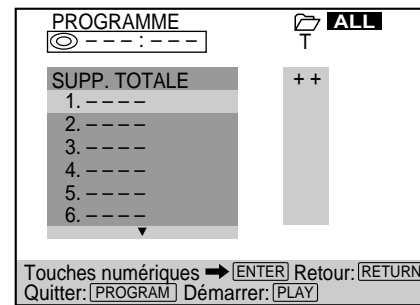 PROGRAMME ALL
– – – : – – – T
SUPP. TOTALE + +
1. – – – –
2. – – – –
3. – – – –
4. – – – –
5. – – – –
6. – – – –
Touches numériques ➡ ENTER Retour: RETURN
Quitter: PROGRAM Démarrer: PLAY